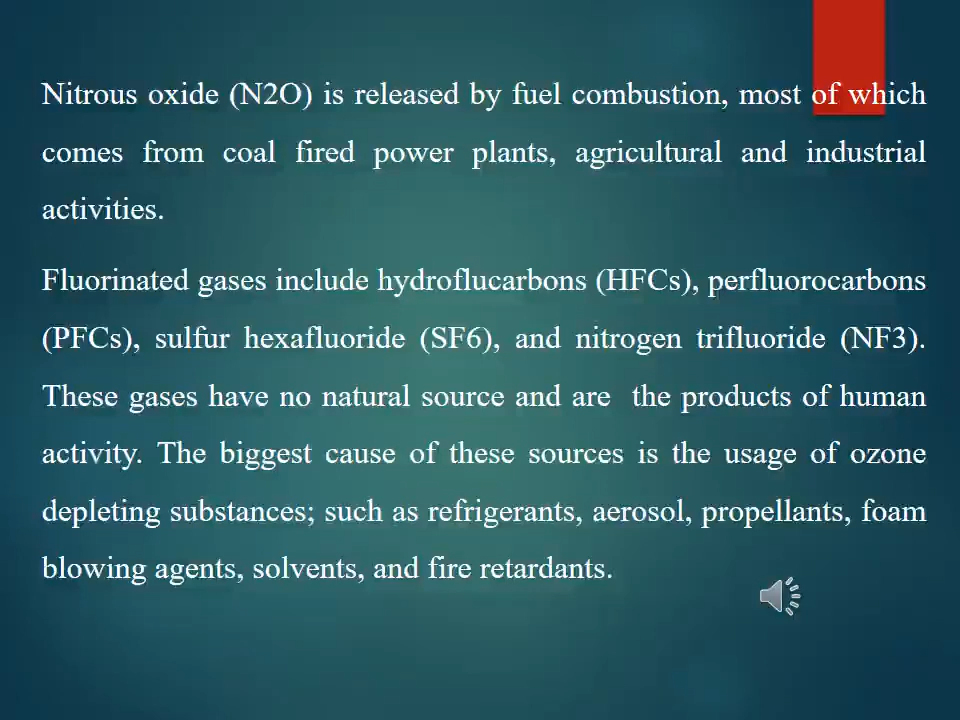 Nitrous oxide (N2O) is released by fuel combustion, most of which
comes from coal fired power plants, agricultural and industrial
activities.
Fluorinated gases include hydroflucarbons (HFCs), perfluorocarbons
(PFCs), sulfur hexafluoride (SF6), and nitrogen trifluoride (NF3).
These gases have no natural source and are the products of human
activity. The biggest cause of these sources is the usage of ozone
depleting substances; such as refrigerants, aerosol, propellants, foam
blowing agents, solvents, and fire retardants.